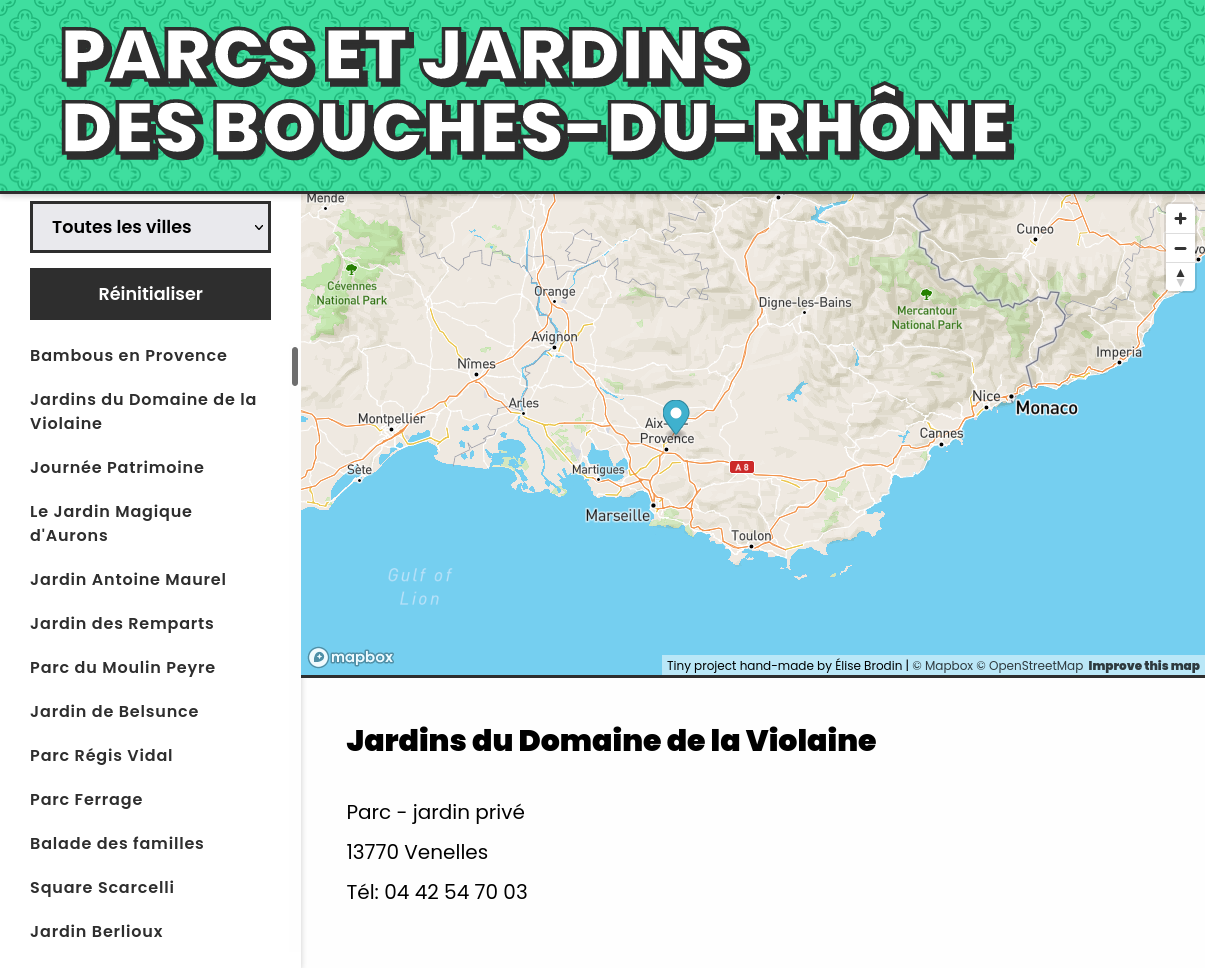 PARCS ET JARDINS
DES BOUCHES-DU-RHÔNE
Toutes les villes
Réinitialiser
Bambous en Provence
Jardins du Domaine de la
Violaine
Journée Patrimoine
Le Jardin Magique
d'Aurons
Jardin Antoine Maurel
Jardin des Remparts
Parc du Moulin Peyre
Jardin de Belsunce
Parc Régis Vidal
Parc Ferrage
Balade des familles
Square Scarcelli
Jardin Berlioux
Mende
Cuneo
Cévennes
National Park
Orange
Digne-les-Bains
Mercantour
National Park
Avignon
Imperia
Nîmes
Nice
Monaco
Arles
Montpellier
Aix-
Provence
Cannes
Sète
Martigues
A 8
Marseille
Toulon
Gulf of
Lion
mapbox
Tiny project hand-made by Élise Brodin | © Mapbox © OpenStreetMap Improve this map
Jardins du Domaine de la Violaine
Parc - jardin privé
13770 Venelles
Tél: 04 42 54 70 03